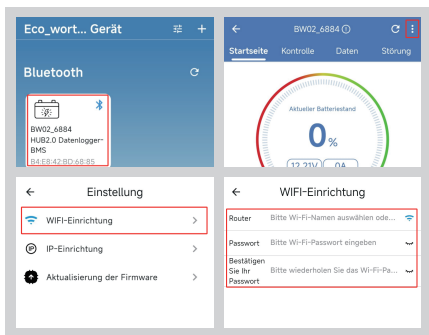 Eco_wort... Gerät
Bluetooth
BW02_6884
HUB2.0 Datenlogger-
BMS
B4:E8:42:BD:68:85
BW02_6884
Startseite Kontrolle Daten Störung
Aktueller Batteriestand
0%
12.21V 0A
Einstellung
WIFI-Einrichtung
IP IP-Einrichtung
Aktualisierung der Firmware
WIFI-Einrichtung
Router Bitte Wi-Fi-Namen auswählen ode...
Passwort Bitte Wi-Fi-Passwort eingeben
Bestätigen
Sie Ihr Bitte wiederholen Sie das Wi-Fi-Pa...
Passwort